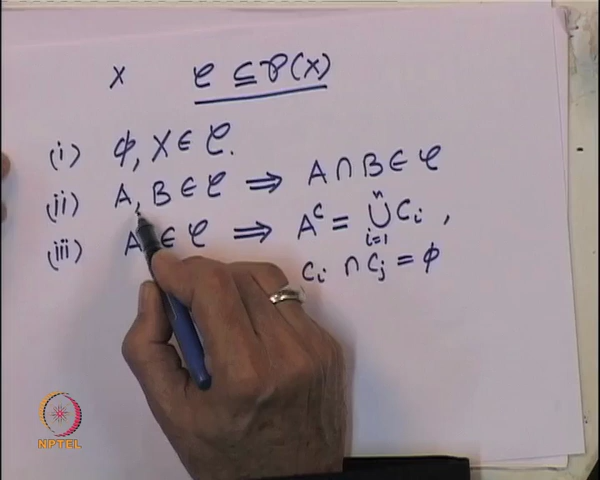 X 𝒞 ⊆ 𝒫(X)
(i) ϕ, X ∈ 𝒞.
(ii) A, B ∈ 𝒞 ⇒ A ∩ B ∈ 𝒞
(iii) A ∈ 𝒞 ⇒ Aᶜ = ⋃ᵢ₌₁ⁿ Cᵢ ,
Cᵢ ∩ Cⱼ = ϕ
NPTEL